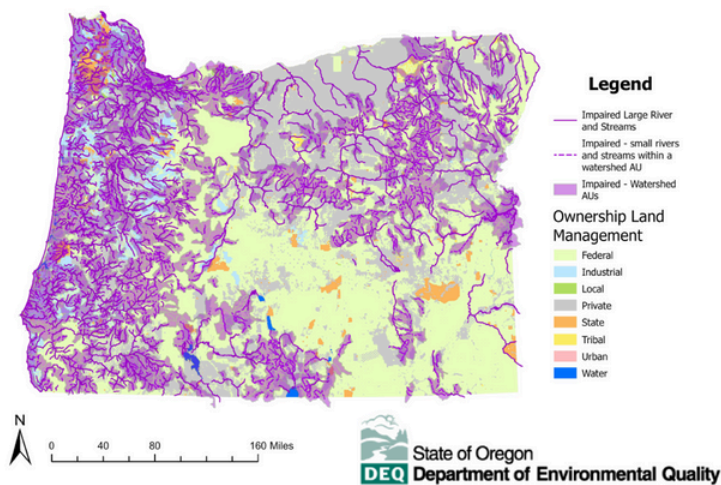 Legend
Impaired Large River
and Streams
Impaired - small rivers
and streams within a
watershed AU
Impaired - Watershed
AUs
Ownership Land
Management
Federal
Industrial
Local
Private
State
Tribal
Urban
Water
N
0 40 80 160 Miles
State of Oregon
DEQ Department of Environmental Quality